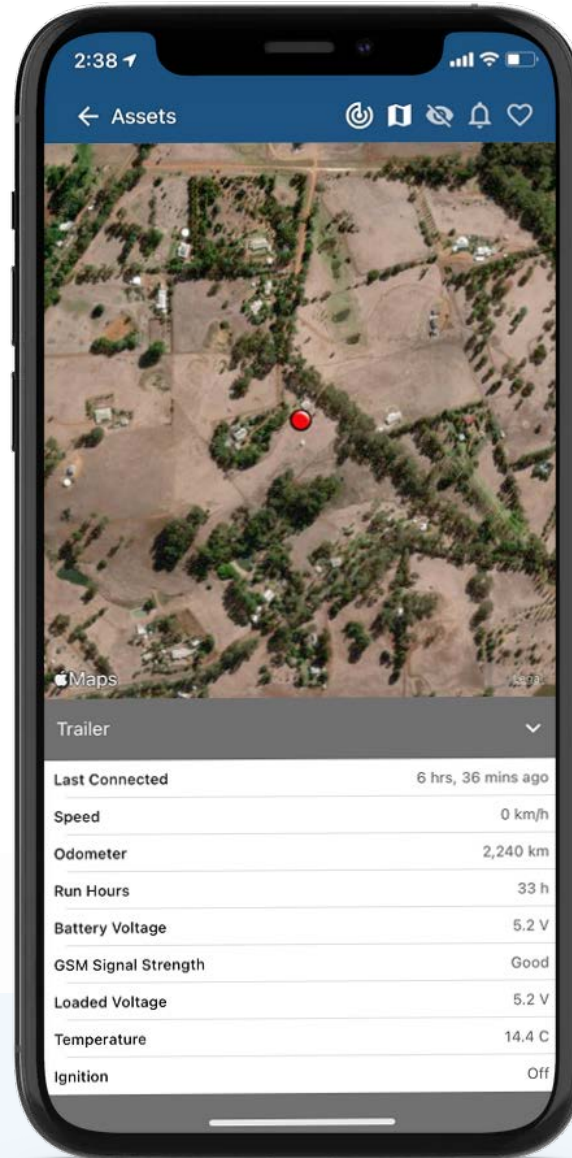 2:38
Assets
Maps
Legal
Trailer
Last Connected 6 hrs, 36 mins ago
Speed 0 km/h
Odometer 2,240 km
Run Hours 33 h
Battery Voltage 5.2 V
GSM Signal Strength Good
Loaded Voltage 5.2 V
Temperature 14.4 C
Ignition Off